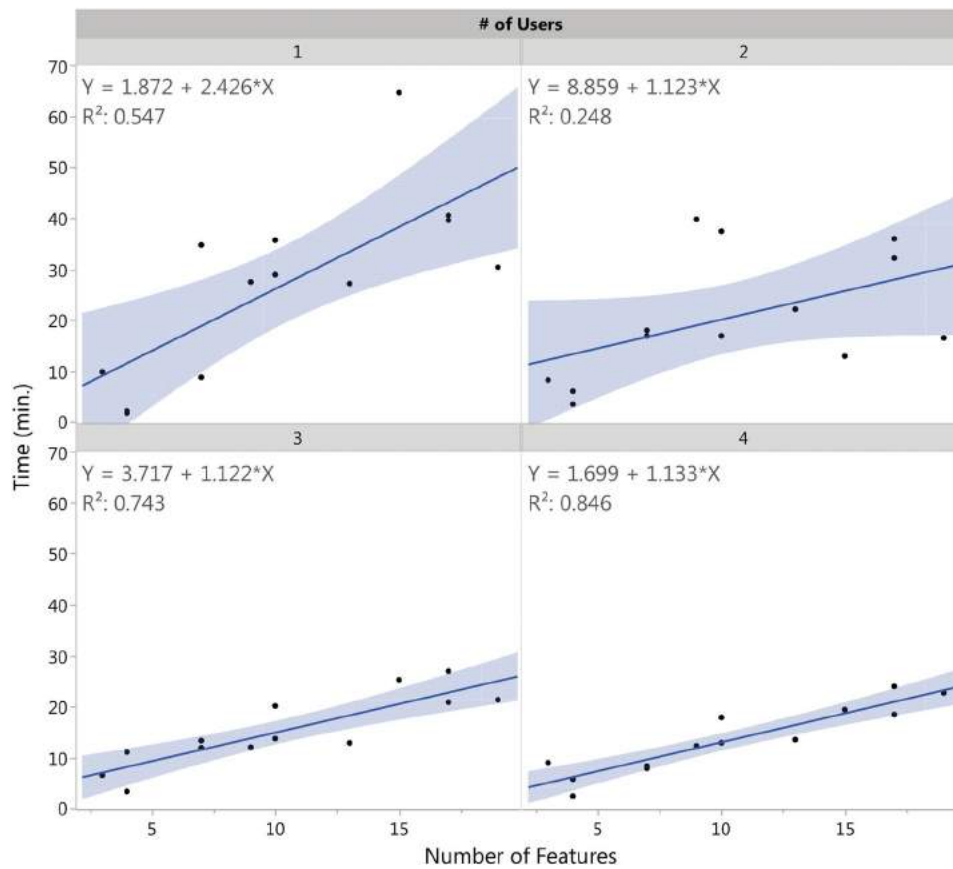 # of Users
1
2
70
60
50
40
30
20
10
0
Y = 1.872 + 2.426*X
R²: 0.547
Y = 8.859 + 1.123*X
R²: 0.248
3
4
70
60
50
40
30
20
10
0
Y = 3.717 + 1.122*X
R²: 0.743
Y = 1.699 + 1.133*X
R²: 0.846
Time (min.)
5
10
15
5
10
15
Number of Features